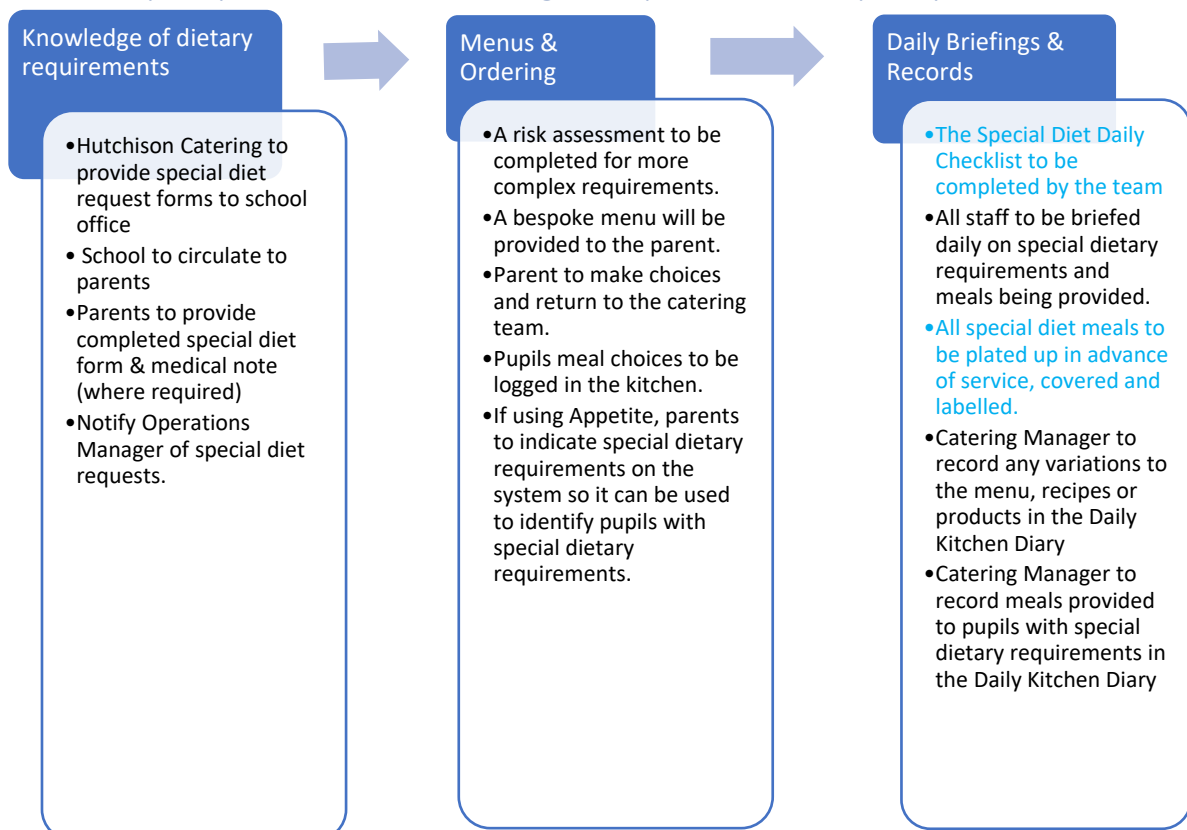 Knowledge of dietary
requirements
•Hutchison Catering to
provide special diet
request forms to school
office
• School to circulate to
parents
•Parents to provide
completed special diet
form & medical note
(where required)
•Notify Operations
Manager of special diet
requests.
Menus &
Ordering
•A risk assessment to be
completed for more
complex requirements.
•A bespoke menu will be
provided to the parent.
•Parent to make choices
and return to the catering
team.
•Pupils meal choices to be
logged in the kitchen.
•If using Appetite, parents
to indicate special dietary
requirements on the
system so it can be used
to identify pupils with
special dietary
requirements.
Daily Briefings &
Records
•The Special Diet Daily
Checklist to be
completed by the team
•All staff to be briefed
daily on special dietary
requirements and
meals being provided.
•All special diet meals to
be plated up in advance
of service, covered and
labelled.
•Catering Manager to
record any variations to
the menu, recipes or
products in the Daily
Kitchen Diary
•Catering Manager to
record meals provided
to pupils with special
dietary requirements in
the Daily Kitchen Diary